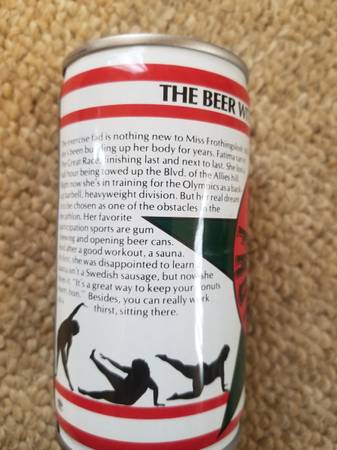 THE BEER
exercise fad is nothing new to Miss Frothingslosh
been building up her body for years. Fatima
The Great Race, finishing last and next to last. She
half hour being towed up the Blvd. of the Allies hill.
now she's in training for the Olympics as a
barbell, heavyweight division. But her real dream
be chosen as one of the obstacles in the
Her favorite
participation sports are gum
chewing and opening beer cans.
after a good workout, a sauna.
first, she was disappointed to learn
a Swedish sausage, but now she
it. "It's a great way to keep your
Besides, you can really work
thirst, sitting there.